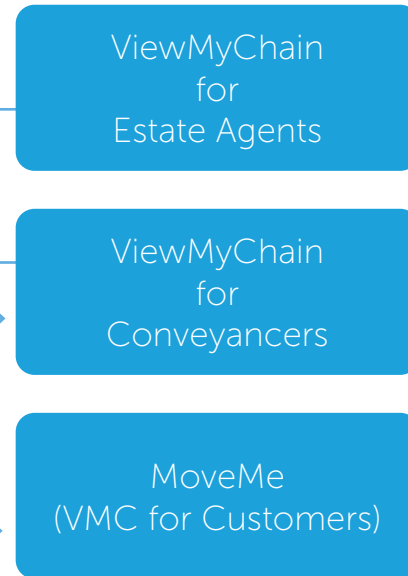 ViewMyChain
for
Estate Agents
ViewMyChain
for
Conveyancers
MoveMe
(VMC for Customers)